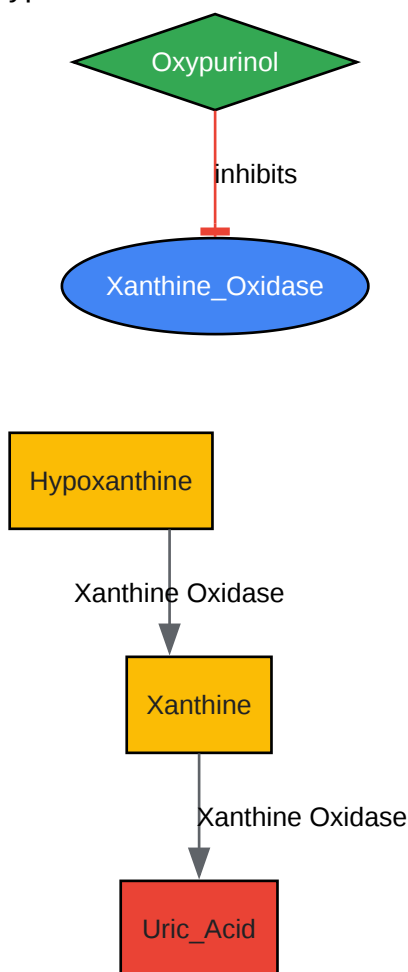 Oxypurinol
inhibits
Xanthine_Oxidase
Hypoxanthine
Xanthine Oxidase
Xanthine
Xanthine Oxidase
Uric_Acid